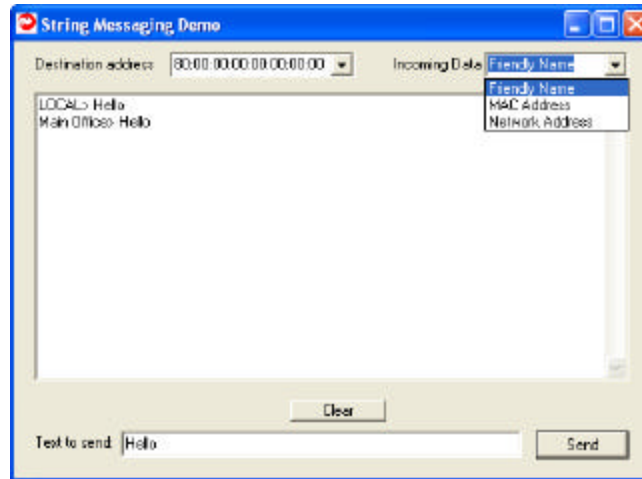 String Messaging Demo
Destination address 80:00:00:00:00:00:00:00 Incoming Data Friendly Name
Friendly Name
MAC Address
Network Address
LOCAL> Hello
Main Office> Hello
Clear
Text to send Hello Send